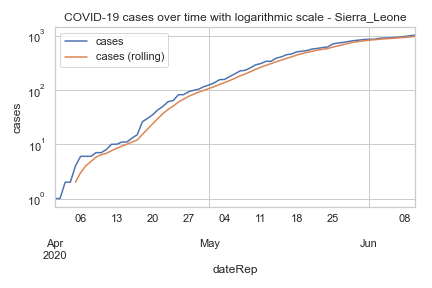 COVID-19 cases over time with logarithmic scale - Sierra_Leone
cases
cases (rolling)
10³
10²
10¹
10⁰
cases
06 13 20 27 04 11 18 25 08
Apr May Jun
2020
dateRep